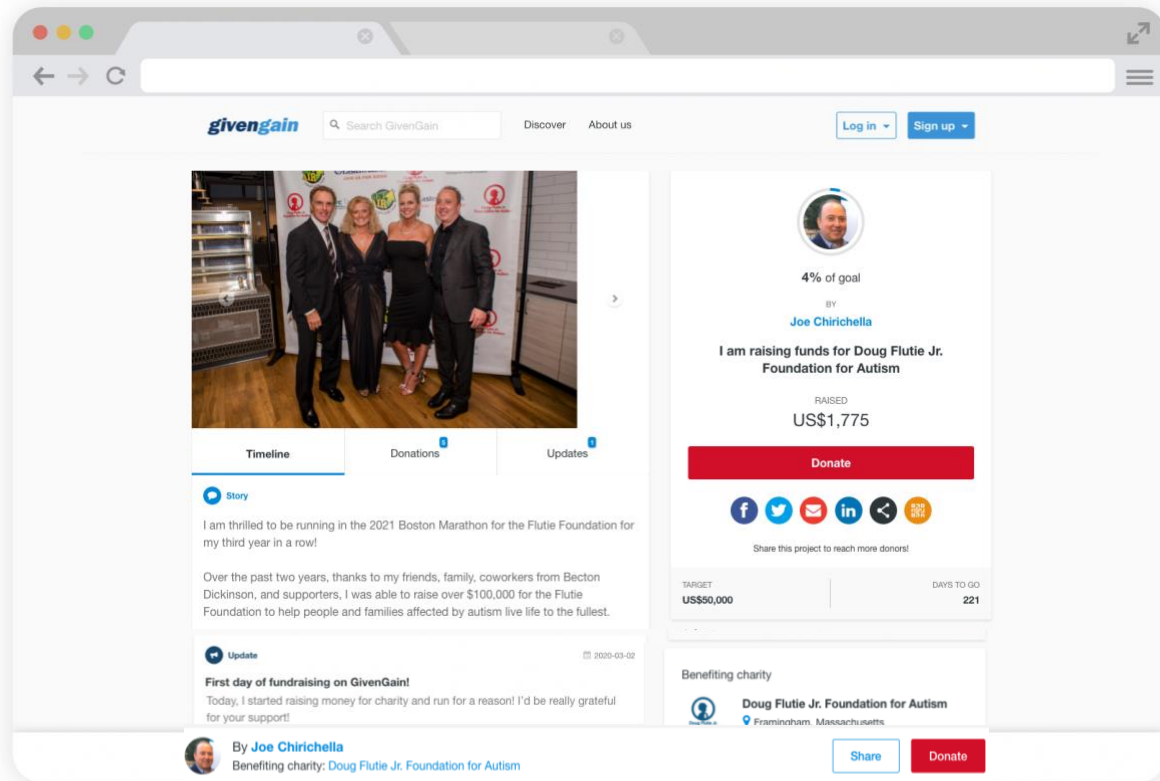 givengain
Search GivenGain
Discover
About us
Log in
Sign up
4% of goal
BY
Joe Chirichella
I am raising funds for Doug Flutie Jr.
Foundation for Autism
RAISED
US$1,775
Donate
Share this project to reach more donors!
TARGET
US$50,000
DAYS TO GO
221
Timeline
Donations
5
Updates
1
Story
I am thrilled to be running in the 2021 Boston Marathon for the Flutie Foundation for
my third year in a row!
Over the past two years, thanks to my friends, family, coworkers from Becton
Dickinson, and supporters, I was able to raise over $100,000 for the Flutie
Foundation to help people and families affected by autism live life to the fullest.
Update
2020-03-02
First day of fundraising on GivenGain!
Today, I started raising money for charity and run for a reason! I'd be really grateful
for your support!
Benefiting charity
Doug Flutie Jr. Foundation for Autism
Framingham, Massachusetts
By Joe Chirichella
Benefiting charity: Doug Flutie Jr. Foundation for Autism
Share
Donate